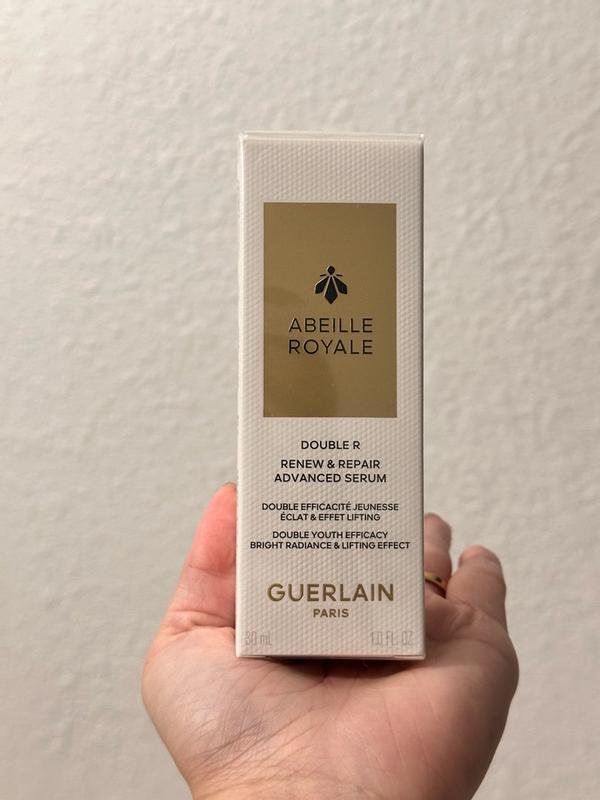 ABEILLE
ROYALE
DOUBLE R
RENEW & REPAIR
ADVANCED SERUM
DOUBLE EFFICACITÉ JEUNESSE
ÉCLAT & EFFET LIFTING
DOUBLE YOUTH EFFICACY
BRIGHT RADIANCE & LIFTING EFFECT
GUERLAIN
PARIS
30 mL 1.0 FL. OZ